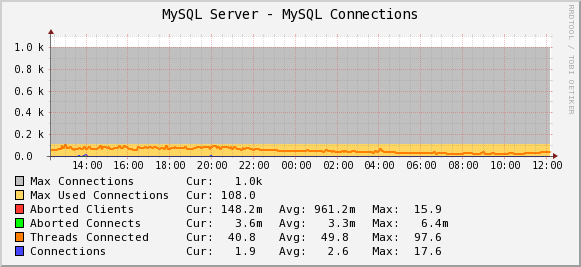 MySQL Server - MySQL Connections
RRDTOOL / TOBI OETIKER
1.0 k
0.8 k
0.6 k
0.4 k
0.2 k
0.0
14:00 16:00 18:00 20:00 22:00 00:00 02:00 04:00 06:00 08:00 10:00 12:00
Max Connections Cur: 1.0k
Max Used Connections Cur: 108.0
Aborted Clients Cur: 148.2m Avg: 961.2m Max: 15.9
Aborted Connects Cur: 3.6m Avg: 3.3m Max: 6.4m
Threads Connected Cur: 40.8 Avg: 49.8 Max: 97.6
Connections Cur: 1.9 Avg: 2.6 Max: 17.6